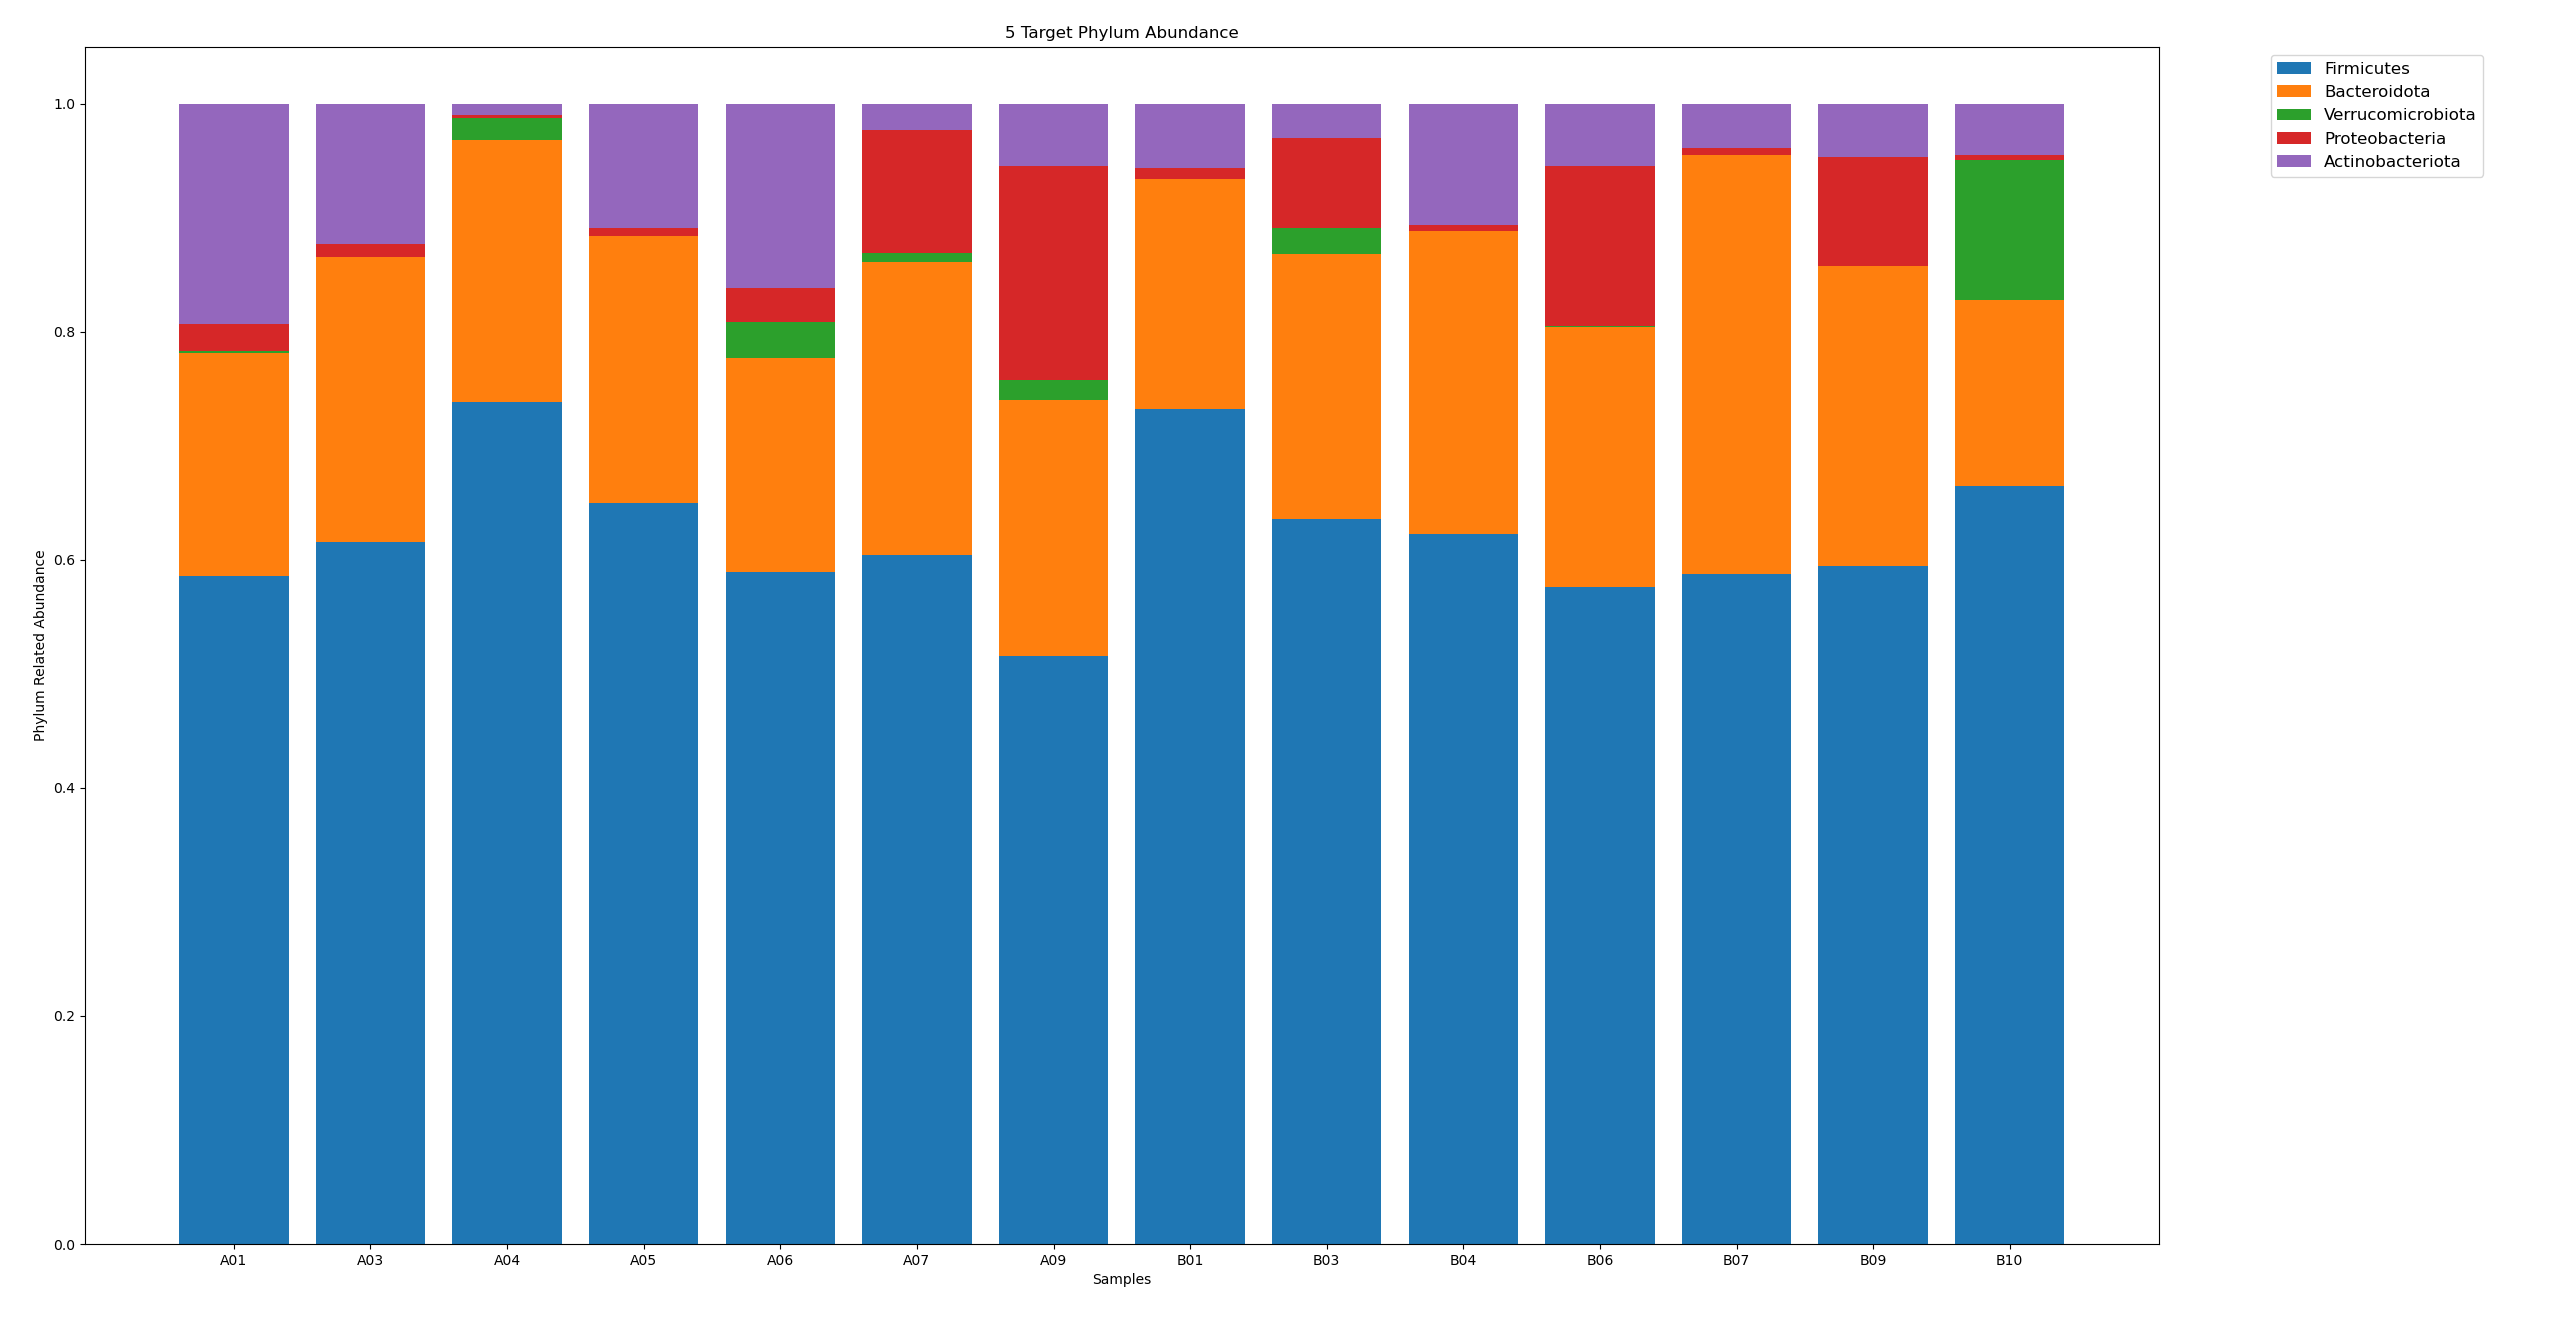 5 Target Phylum Abundance
Firmicutes
Bacteroidota
Verrucomicrobiota
Proteobacteria
Actinobacteriota
Phylum Related Abundance
1.0
0.8
0.6
0.4
0.2
0.0
A01 A03 A04 A05 A06 A07 A09 B01 B03 B04 B06 B07 B09 B10
Samples